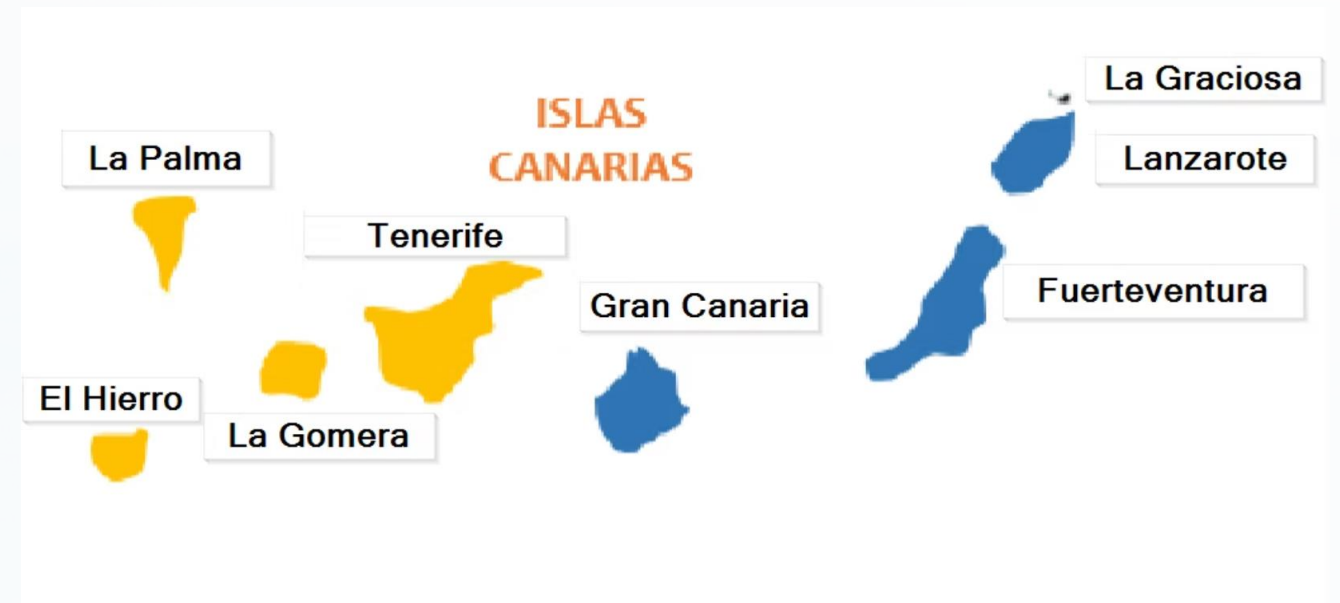 La Graciosa
ISLAS
CANARIAS
La Palma
Lanzarote
Tenerife
Gran Canaria
Fuerteventura
El Hierro
La Gomera